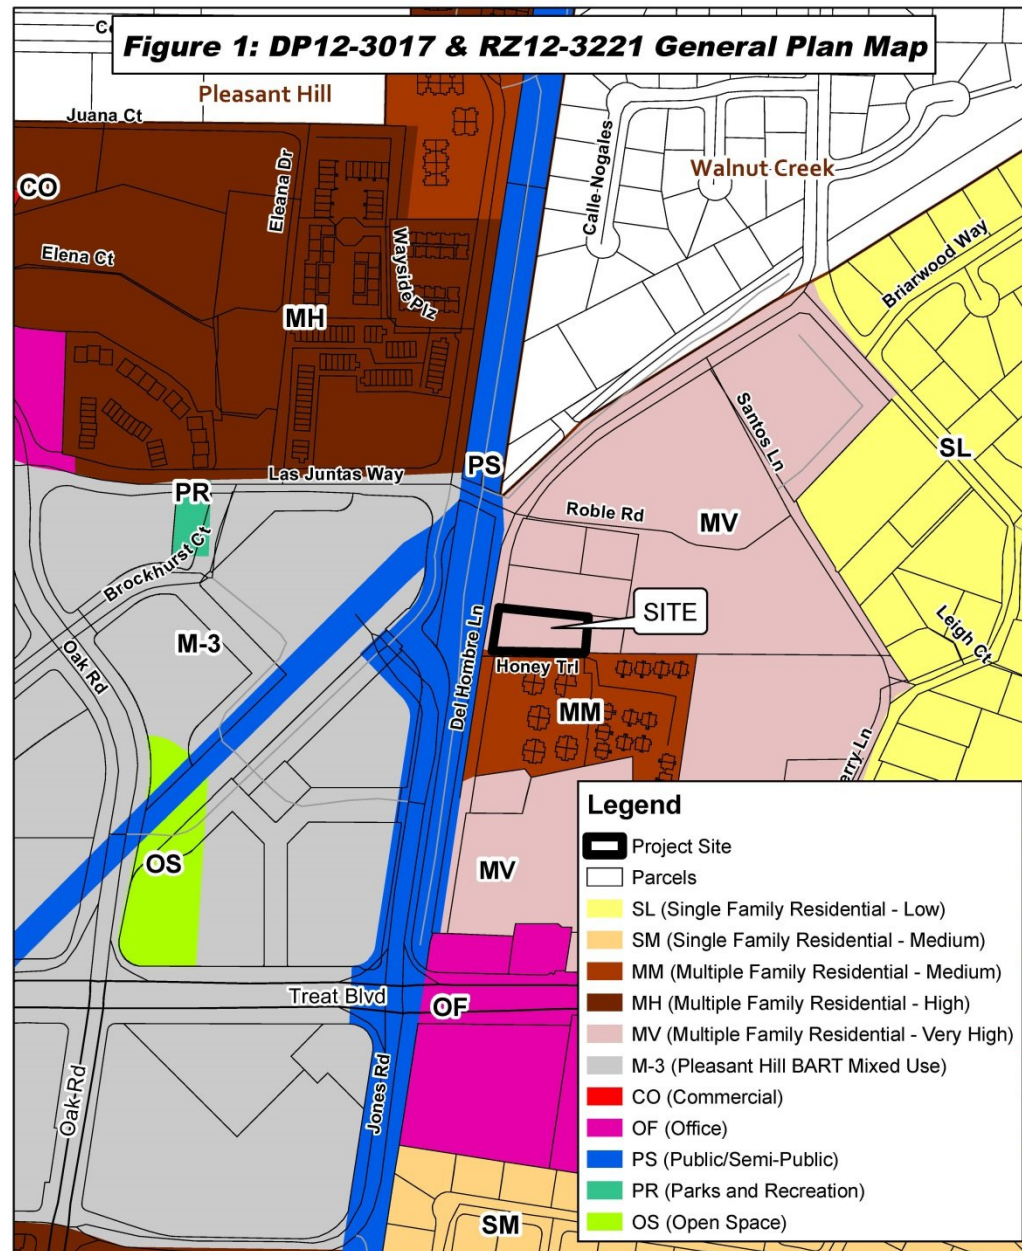 Figure 1: DP12-3017 & RZ12-3221 General Plan Map
Pleasant Hill
Juana Ct
Calle Nogales
Walnut Creek
Eleana Dr
CO
Briarwood Way
Wayside Plz
Elena Ct
MH
Santos Ln
SL
PS
Las Juntas Way
PR
Roble Rd
MV
Brockhurst Ct
SITE
M-3
Oak Rd
Del Hombre Ln
Leigh Ct
Honey Trl
MM
erry Ln
OS
MV
Treat Blvd
OF
Oak Rd
Jones Rd
SM
Legend
Project Site
Parcels
SL (Single Family Residential - Low)
SM (Single Family Residential - Medium)
MM (Multiple Family Residential - Medium)
MH (Multiple Family Residential - High)
MV (Multiple Family Residential - Very High)
M-3 (Pleasant Hill BART Mixed Use)
CO (Commercial)
OF (Office)
PS (Public/Semi-Public)
PR (Parks and Recreation)
OS (Open Space)